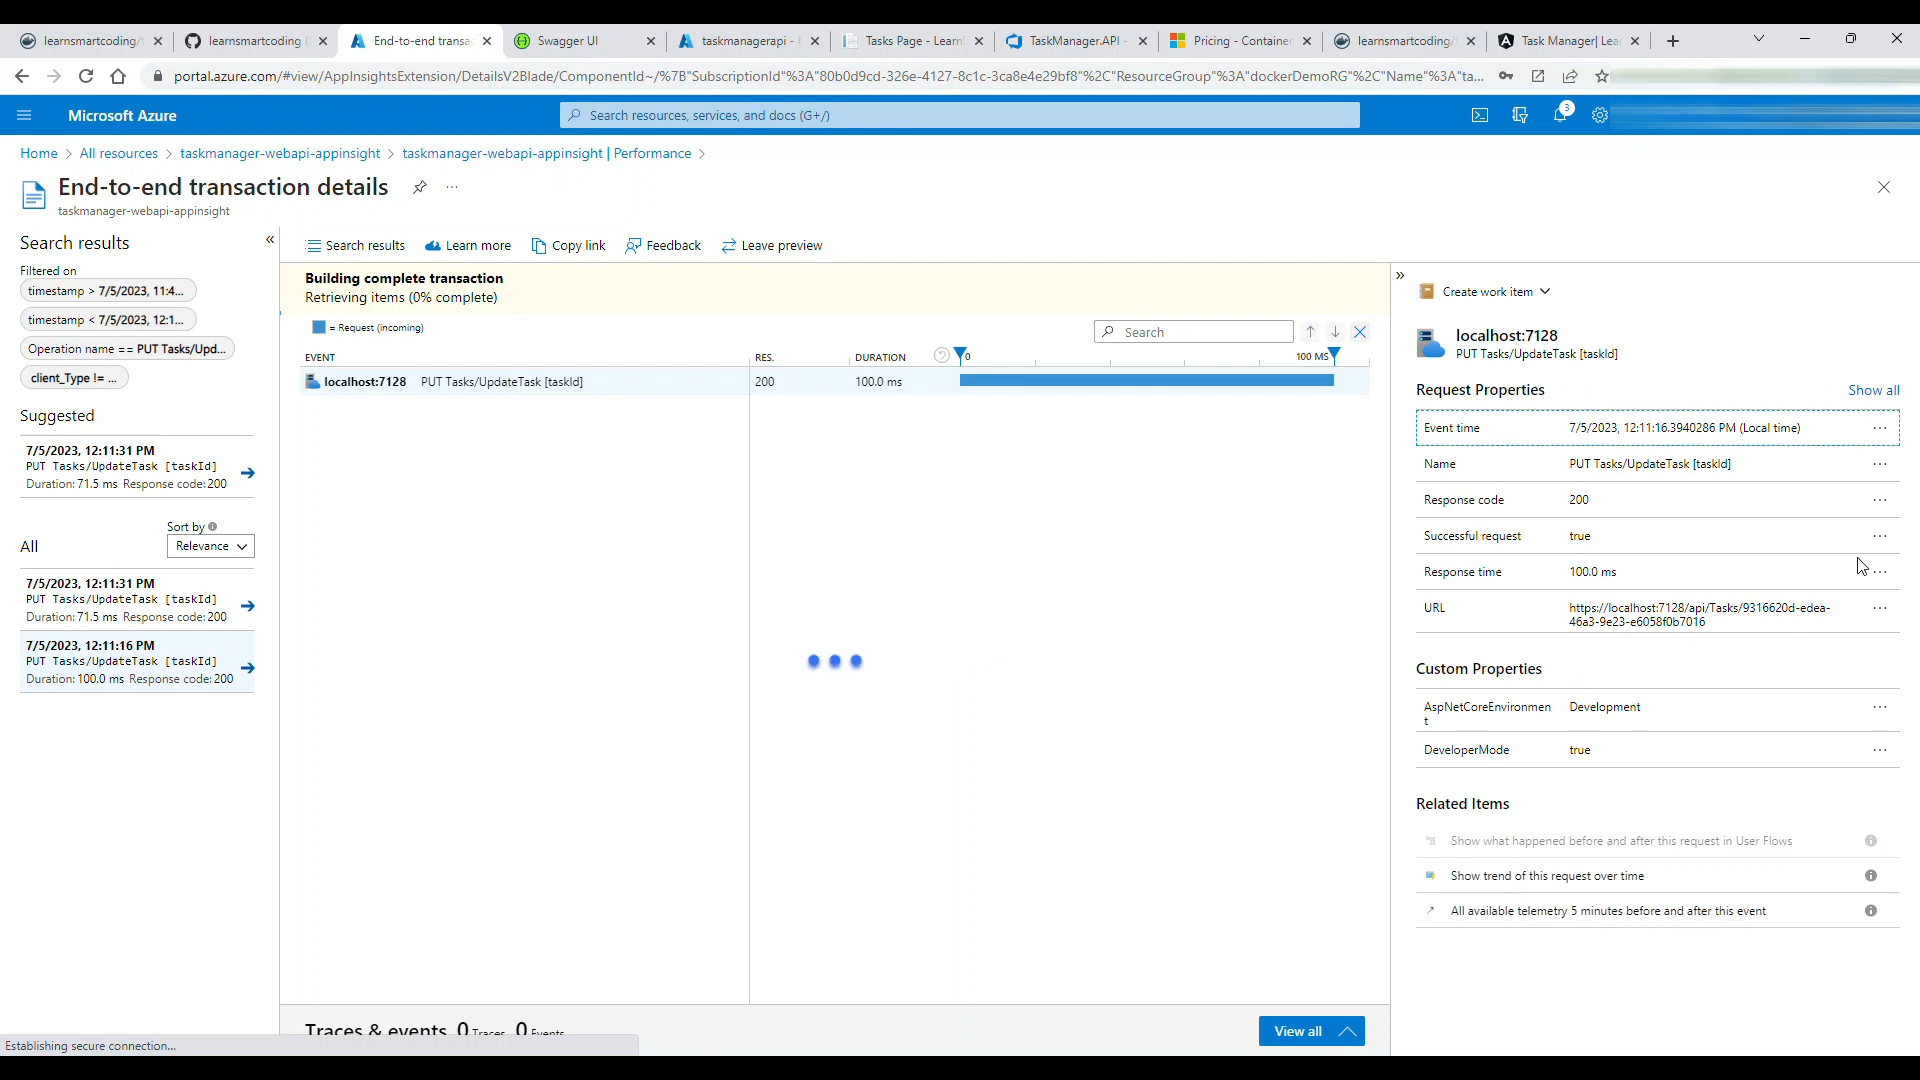 learnsmartcoding/
learnsmartcoding (
End-to-end transac
Swagger UI
taskmanagerapi -
Tasks Page - Learn
TaskManager.API -
Pricing - Container
learnsmartcoding/
Task Manager| Lea
portal.azure.com/#view/AppInsightsExtension/DetailsV2Blade/ComponentId~/%7B"SubscriptionId"%3A"80b0d9cd-326e-4127-8c1c-3ca8e4e29bf8"%2C"ResourceGroup"%3A"dockerDemoRG"%2C"Name"%3A"ta...
Microsoft Azure
Search resources, services, and docs (G+/)
3
Home > All resources > taskmanager-webapi-appinsight > taskmanager-webapi-appinsight | Performance >
End-to-end transaction details
taskmanager-webapi-appinsight
Search results
Filtered on
timestamp > 7/5/2023, 11:4...
timestamp < 7/5/2023, 12:1...
Operation name == PUT Tasks/Upd...
client_Type != ...
Suggested
7/5/2023, 12:11:31 PM
PUT Tasks/UpdateTask [taskId]
Duration: 71.5 ms Response code: 200
Sort by
All
Relevance
7/5/2023, 12:11:31 PM
PUT Tasks/UpdateTask [taskId]
Duration: 71.5 ms Response code: 200
7/5/2023, 12:11:16 PM
PUT Tasks/UpdateTask [taskId]
Duration: 100.0 ms Response code: 200
Search results
Learn more
Copy link
Feedback
Leave preview
Building complete transaction
Retrieving items (0% complete)
= Request (incoming)
Search
EVENT
RES.
DURATION
0
100 MS
localhost:7128 PUT Tasks/UpdateTask [taskId]
200
100.0 ms
Traces & events 0 Traces 0 Events
View all
Create work item
localhost:7128
PUT Tasks/UpdateTask [taskId]
Request Properties
Show all
Event time 7/5/2023, 12:11:16.3940286 PM (Local time) ...
Name PUT Tasks/UpdateTask [taskId] ...
Response code 200 ...
Successful request true ...
Response time 100.0 ms ...
URL https://localhost:7128/api/Tasks/9316620d-edea-
46a3-9e23-e6058f0b7016 ...
Custom Properties
AspNetCoreEnvironmen Development ...
t
DeveloperMode true ...
Related Items
Show what happened before and after this request in User Flows
Show trend of this request over time
All available telemetry 5 minutes before and after this event
Establishing secure connection...